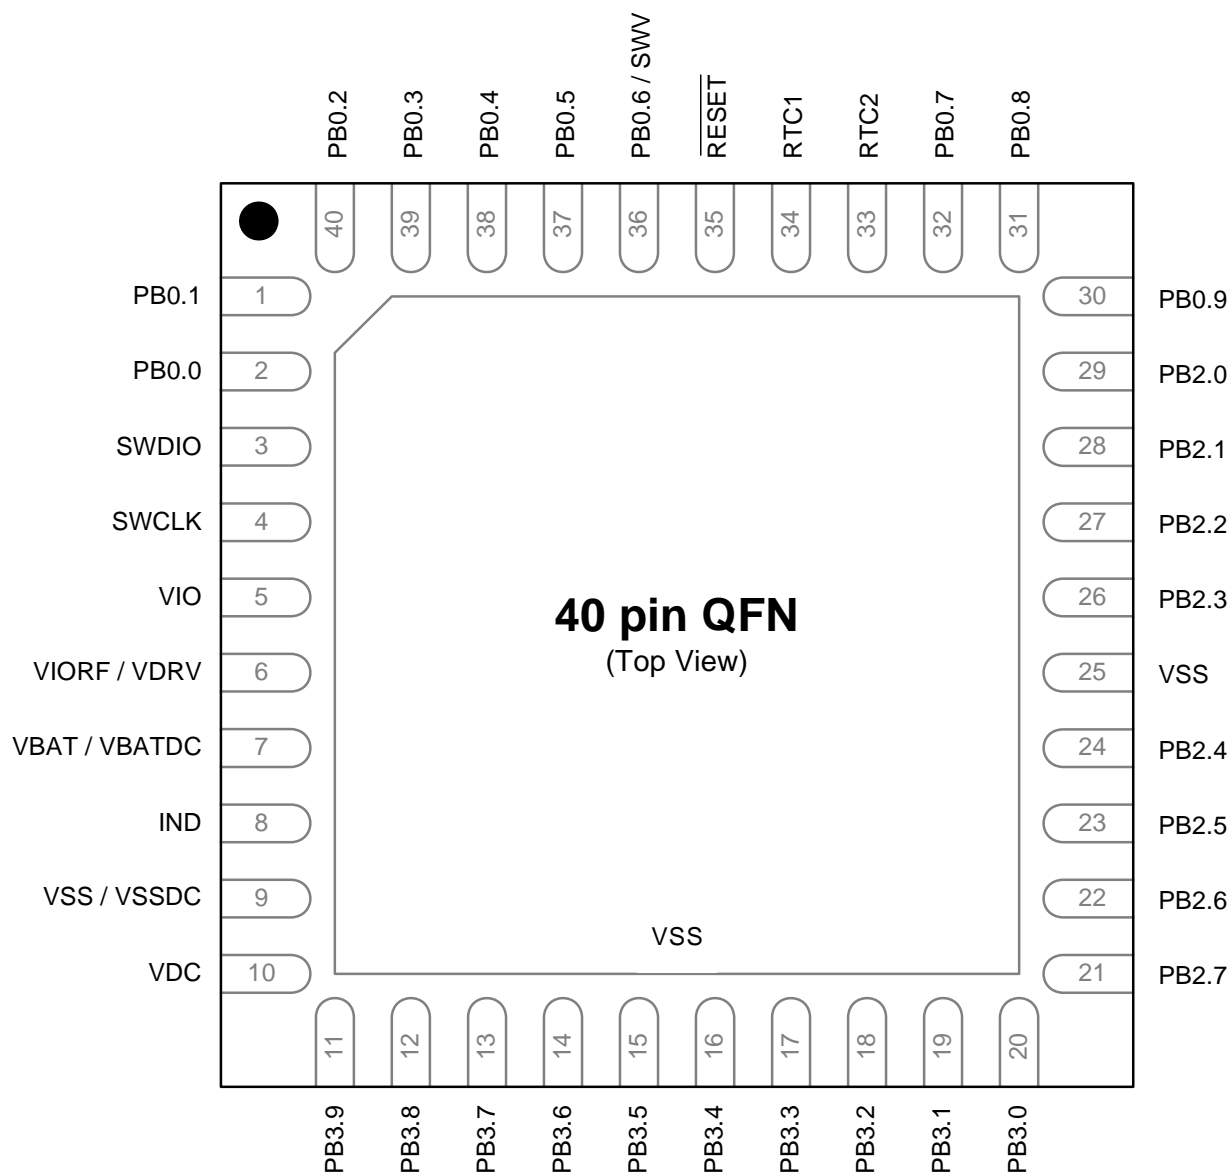 PB0.2
PB0.3
PB0.4
PB0.5
PB0.6 / SWV
RESET
RTC1
RTC2
PB0.7
PB0.8
40
39
38
37
36
35
34
33
32
31
PB0.1 1
PB0.0 2
SWDIO 3
SWCLK 4
VIO 5
VIORF / VDRV 6
VBAT / VBATDC 7
IND 8
VSS / VSSDC 9
VDC 10
40 pin QFN
(Top View)
VSS
30 PB0.9
29 PB2.0
28 PB2.1
27 PB2.2
26 PB2.3
25 VSS
24 PB2.4
23 PB2.5
22 PB2.6
21 PB2.7
11
12
13
14
15
16
17
18
19
20
PB3.9
PB3.8
PB3.7
PB3.6
PB3.5
PB3.4
PB3.3
PB3.2
PB3.1
PB3.0